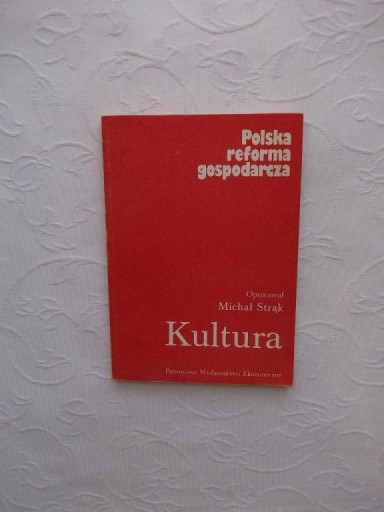 Polska
reforma
gospodarcza
Opracował
Michał Strąk
Kultura
Państwowe Wydawnictwo Ekonomiczne